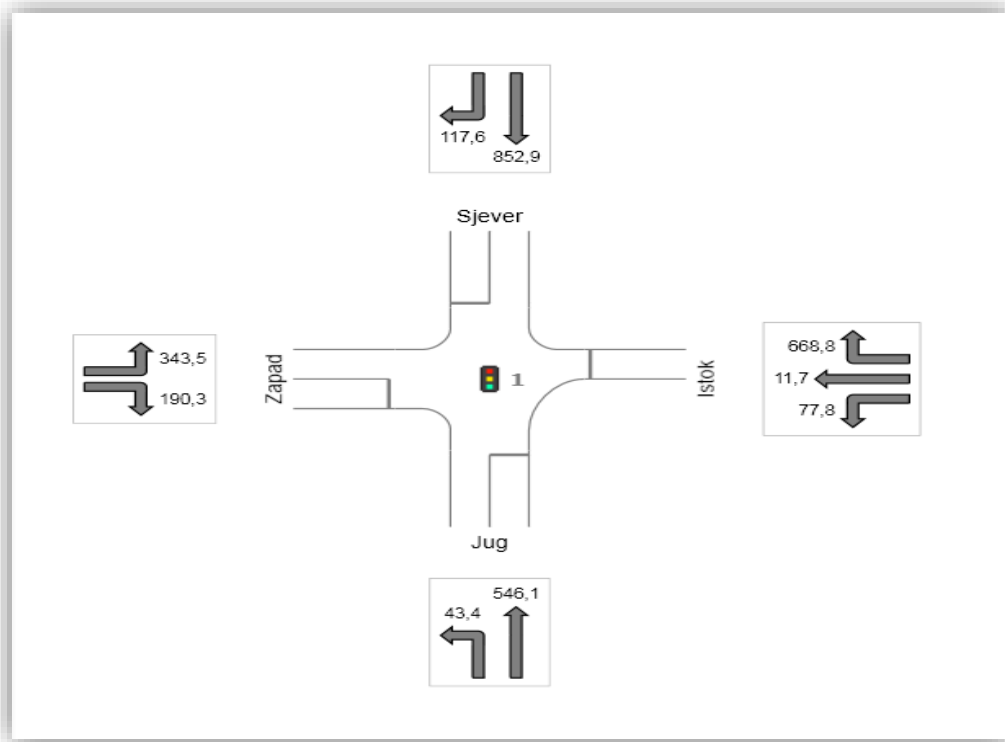 117,6
852,9
Sjever
343,5
190,3
Zapad
1
Istok
668,8
11,7
77,8
Jug
546,1
43,4